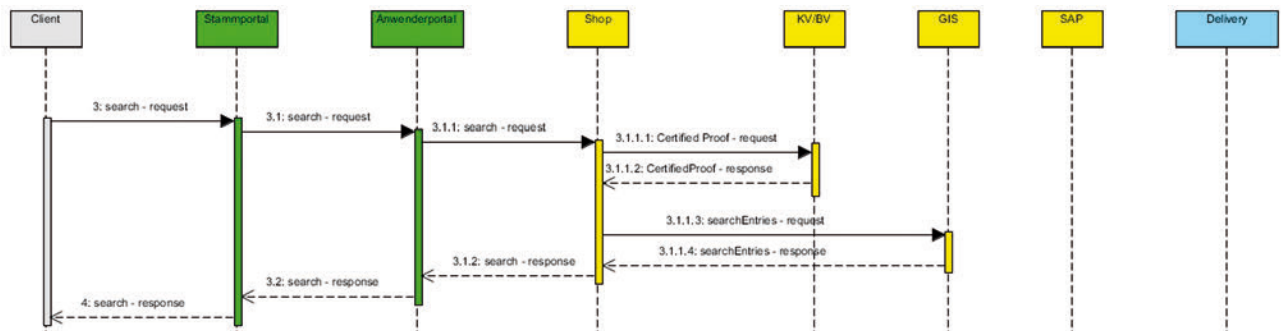 Client
Stammportal
Anwenderportal
Shop
KV/BV
GIS
SAP
Delivery
3: search - request
3.1: search - request
3.1.1: search - request
3.1.1.1: Certified Proof - request
3.1.1.2: CertifiedProof - response
3.1.1.3: searchEntries - request
3.1.1.4: searchEntries - response
3.1.2: search - response
3.2: search - response
4: search - response